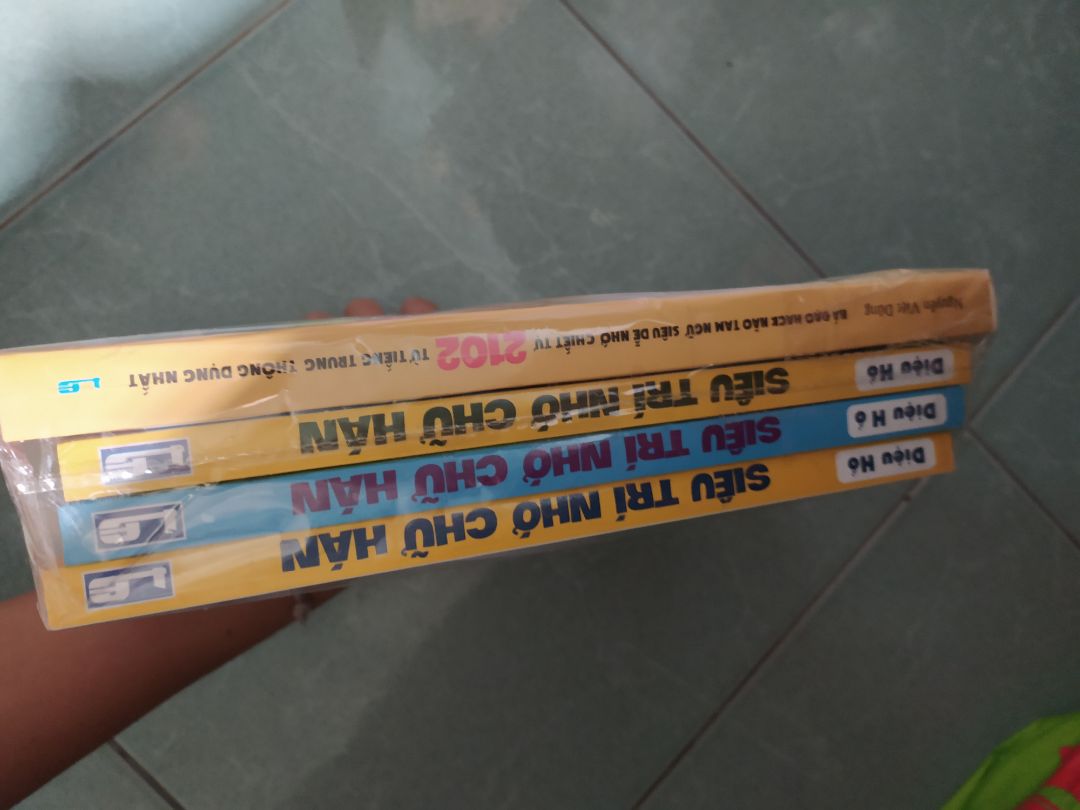 Diệu Hồ SIÊU TRÍ NHỚ CHỮ HÁN
Diệu Hồ SIÊU TRÍ NHỚ CHỮ HÁN
Diệu Hồ SIÊU TRÍ NHỚ CHỮ HÁN
Nguyễn Việt Dũng BÁ ĐẠO HACK NÃO TAM NGỮ SIÊU DỄ NHỚ CHIẾT TỰ 2102 TỪ TIẾNG TRUNG THÔNG DỤNG NHẤT